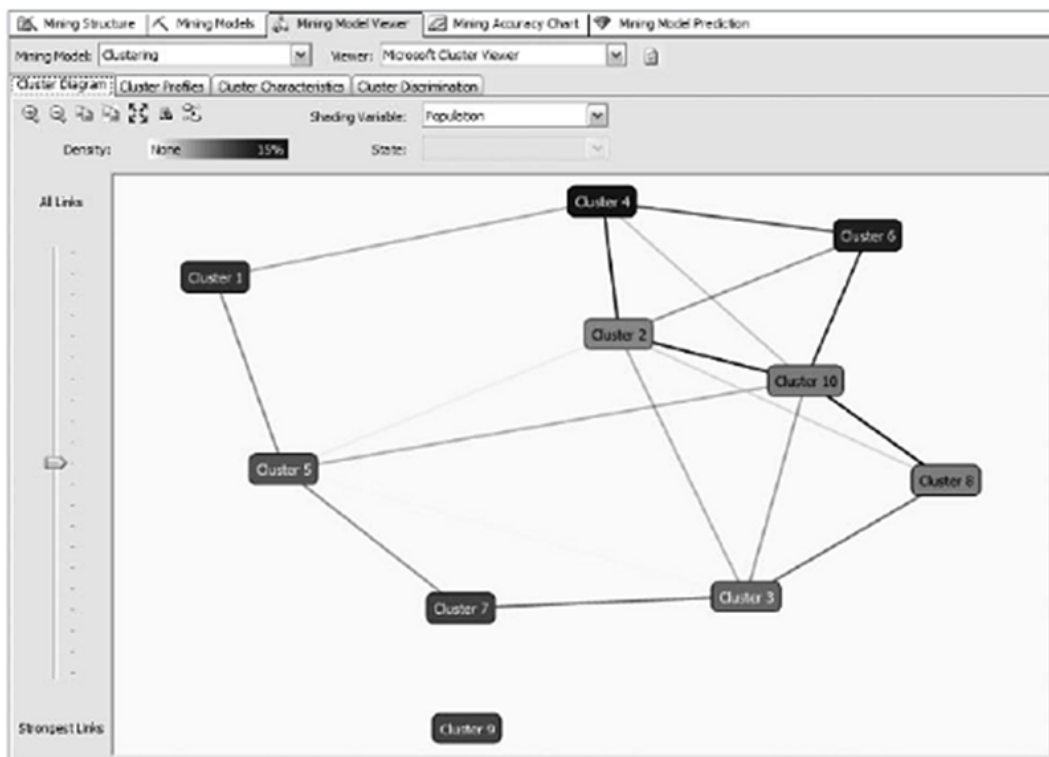 Mining Structure Mining Models Mining Model Viewer Mining Accuracy Chart Mining Model Prediction
Mining Model: Clustering Viewer: Microsoft Cluster Viewer
Cluster Diagram Cluster Profiles Cluster Characteristics Cluster Discrimination
Shading Variable: Population
Density: None 15% State:
All Links
Cluster 4
Cluster 6
Cluster 1
Cluster 2
Cluster 10
Cluster 5
Cluster 8
Cluster 3
Cluster 7
Strongest Links
Cluster 9